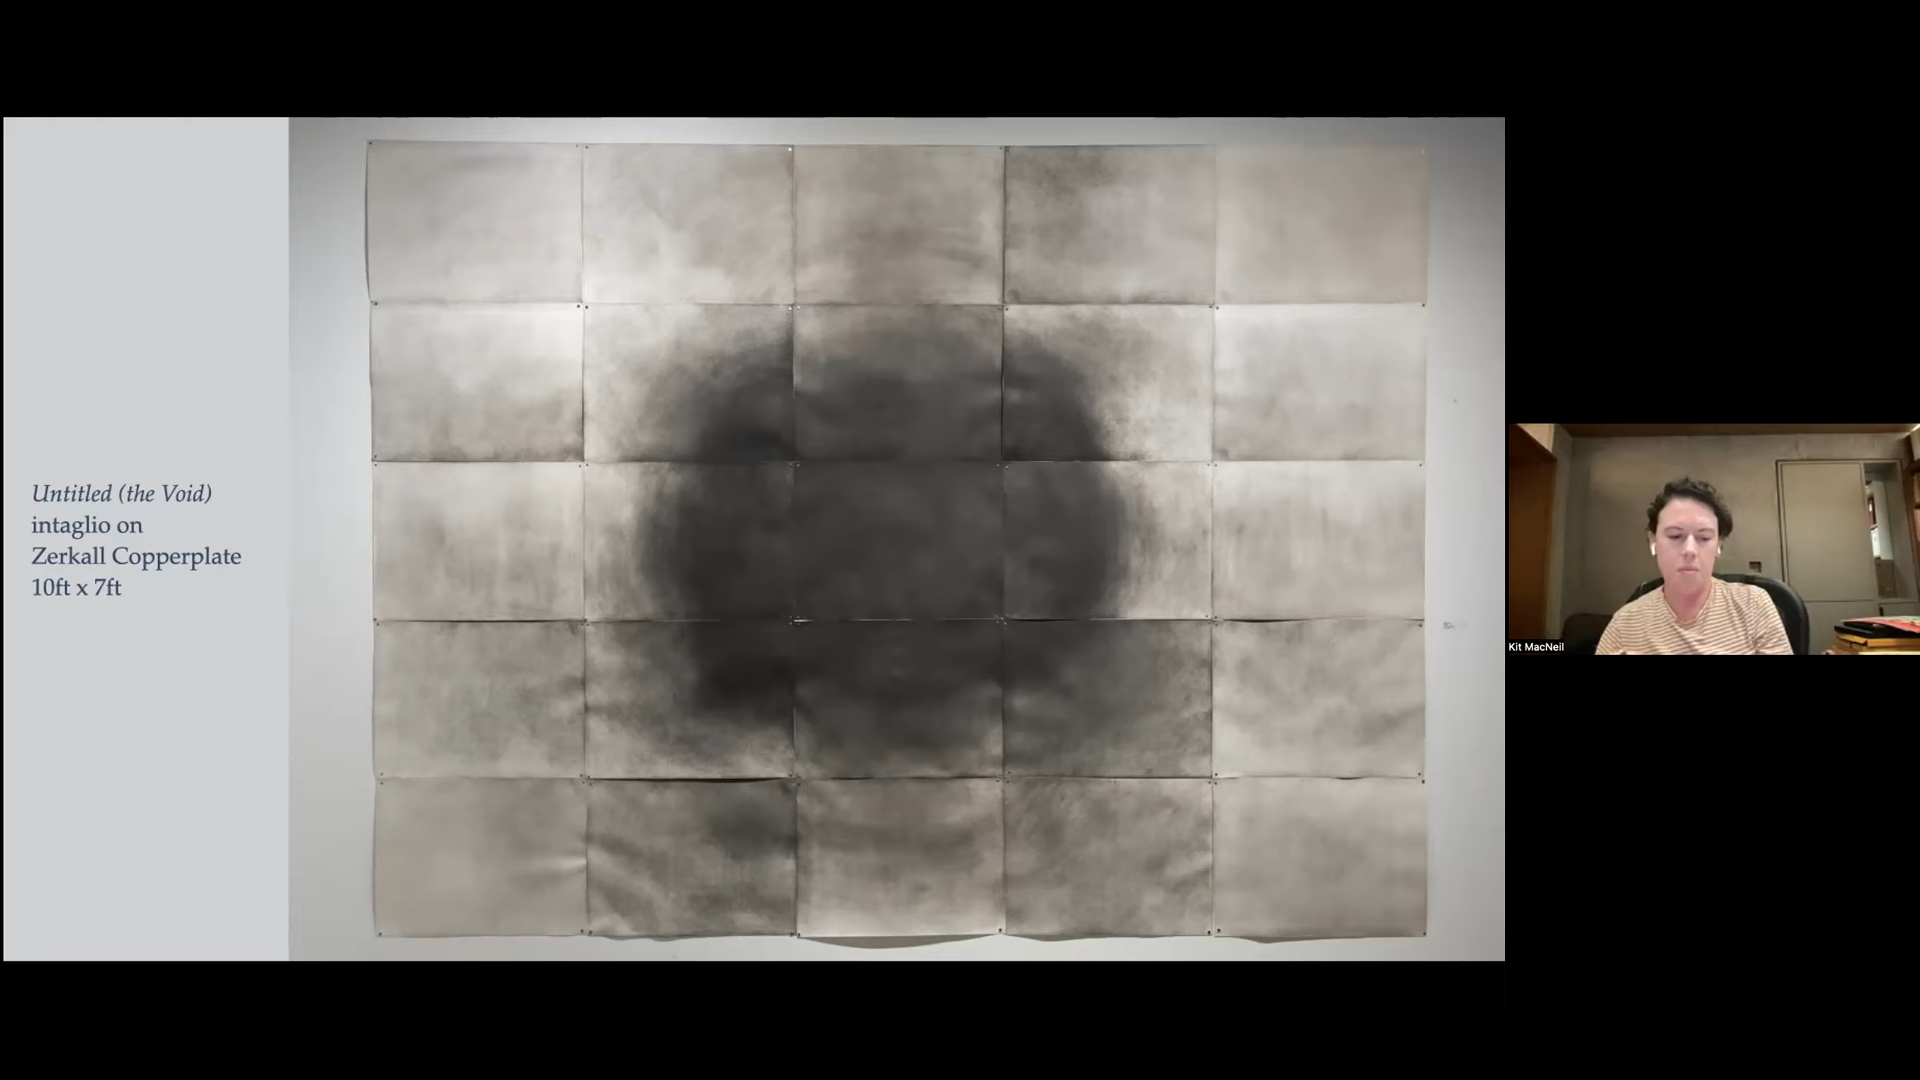 Untitled (the Void)
intaglio on
Zerkall Copperplate
10ft x 7ft
Kit MacNeil